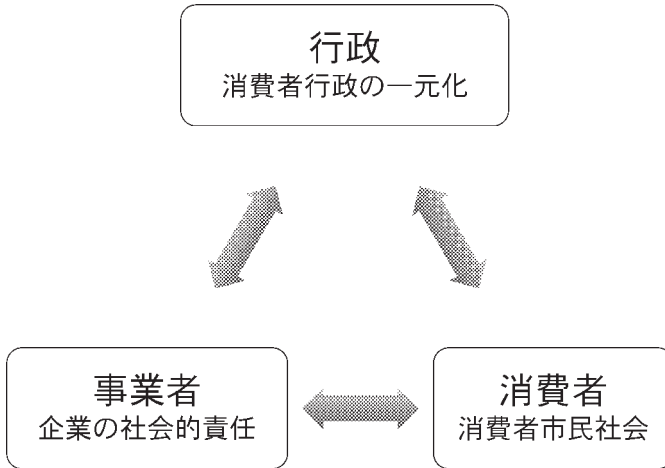 行政
消費者行政の一元化
事業者
企業の社会的責任
消費者
消費者市民社会